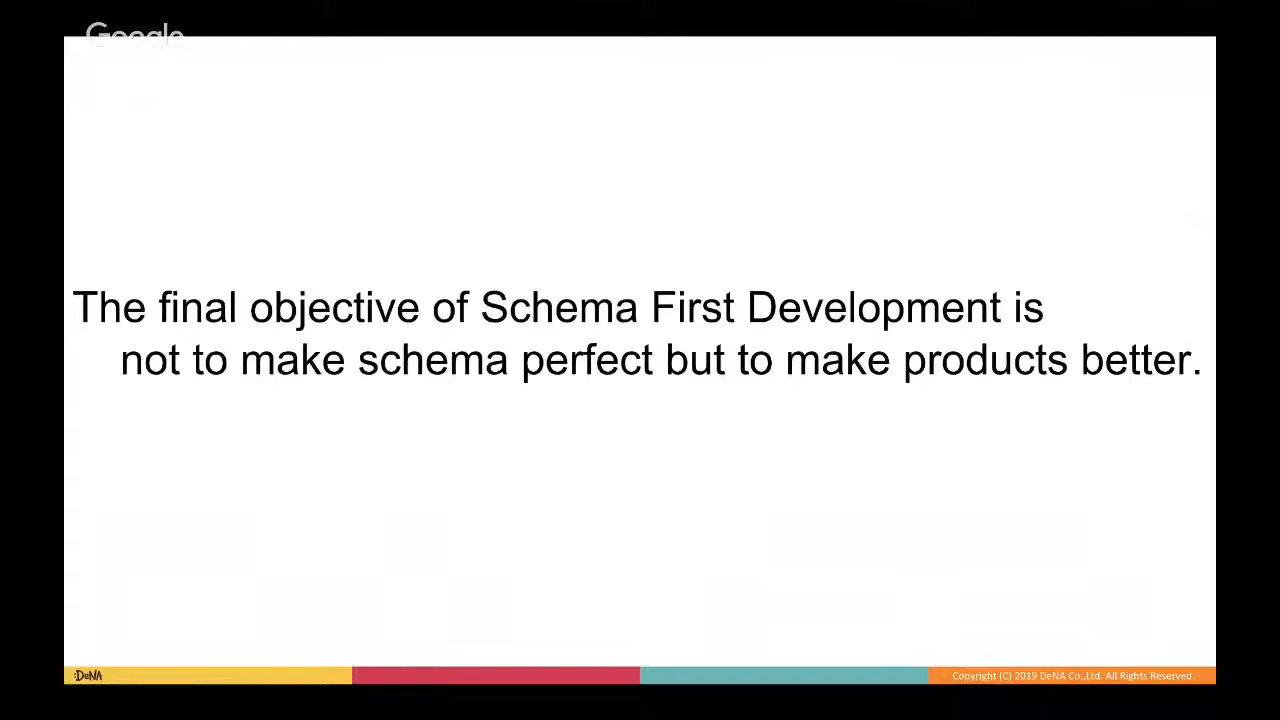 Google
The final objective of Schema First Development is
not to make schema perfect but to make products better.
:DeNA
Copyright (C) 2019 DeNA Co.,Ltd. All Rights Reserved.